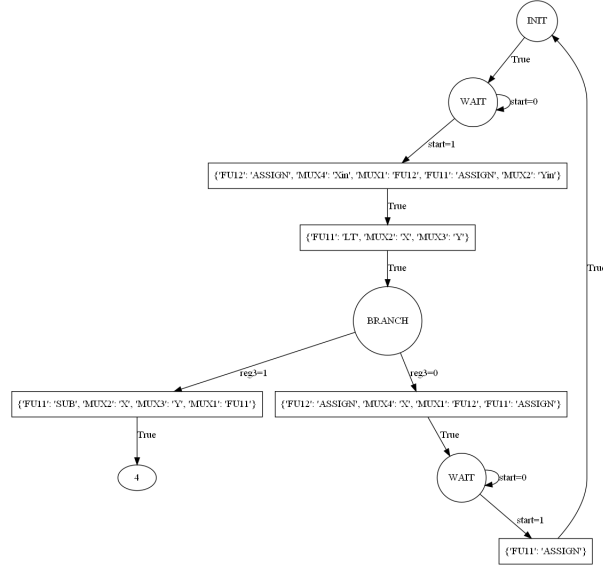 INIT
True
WAIT
start=0
start=1
{'FU12': 'ASSIGN', 'MUX4': 'Xin', 'MUX1': 'FU12', 'FU11': 'ASSIGN', 'MUX2': 'Yin'}
True
{'FU11': 'LT', 'MUX2': 'X', 'MUX3': 'Y'}
True
True
BRANCH
reg3=1
reg3=0
{'FU11': 'SUB', 'MUX2': 'X', 'MUX3': 'Y', 'MUX1': 'FU11'}
{'FU12': 'ASSIGN', 'MUX4': 'X', 'MUX1': 'FU12', 'FU11': 'ASSIGN'}
True
True
4
WAIT
start=0
start=1
{'FU11': 'ASSIGN'}